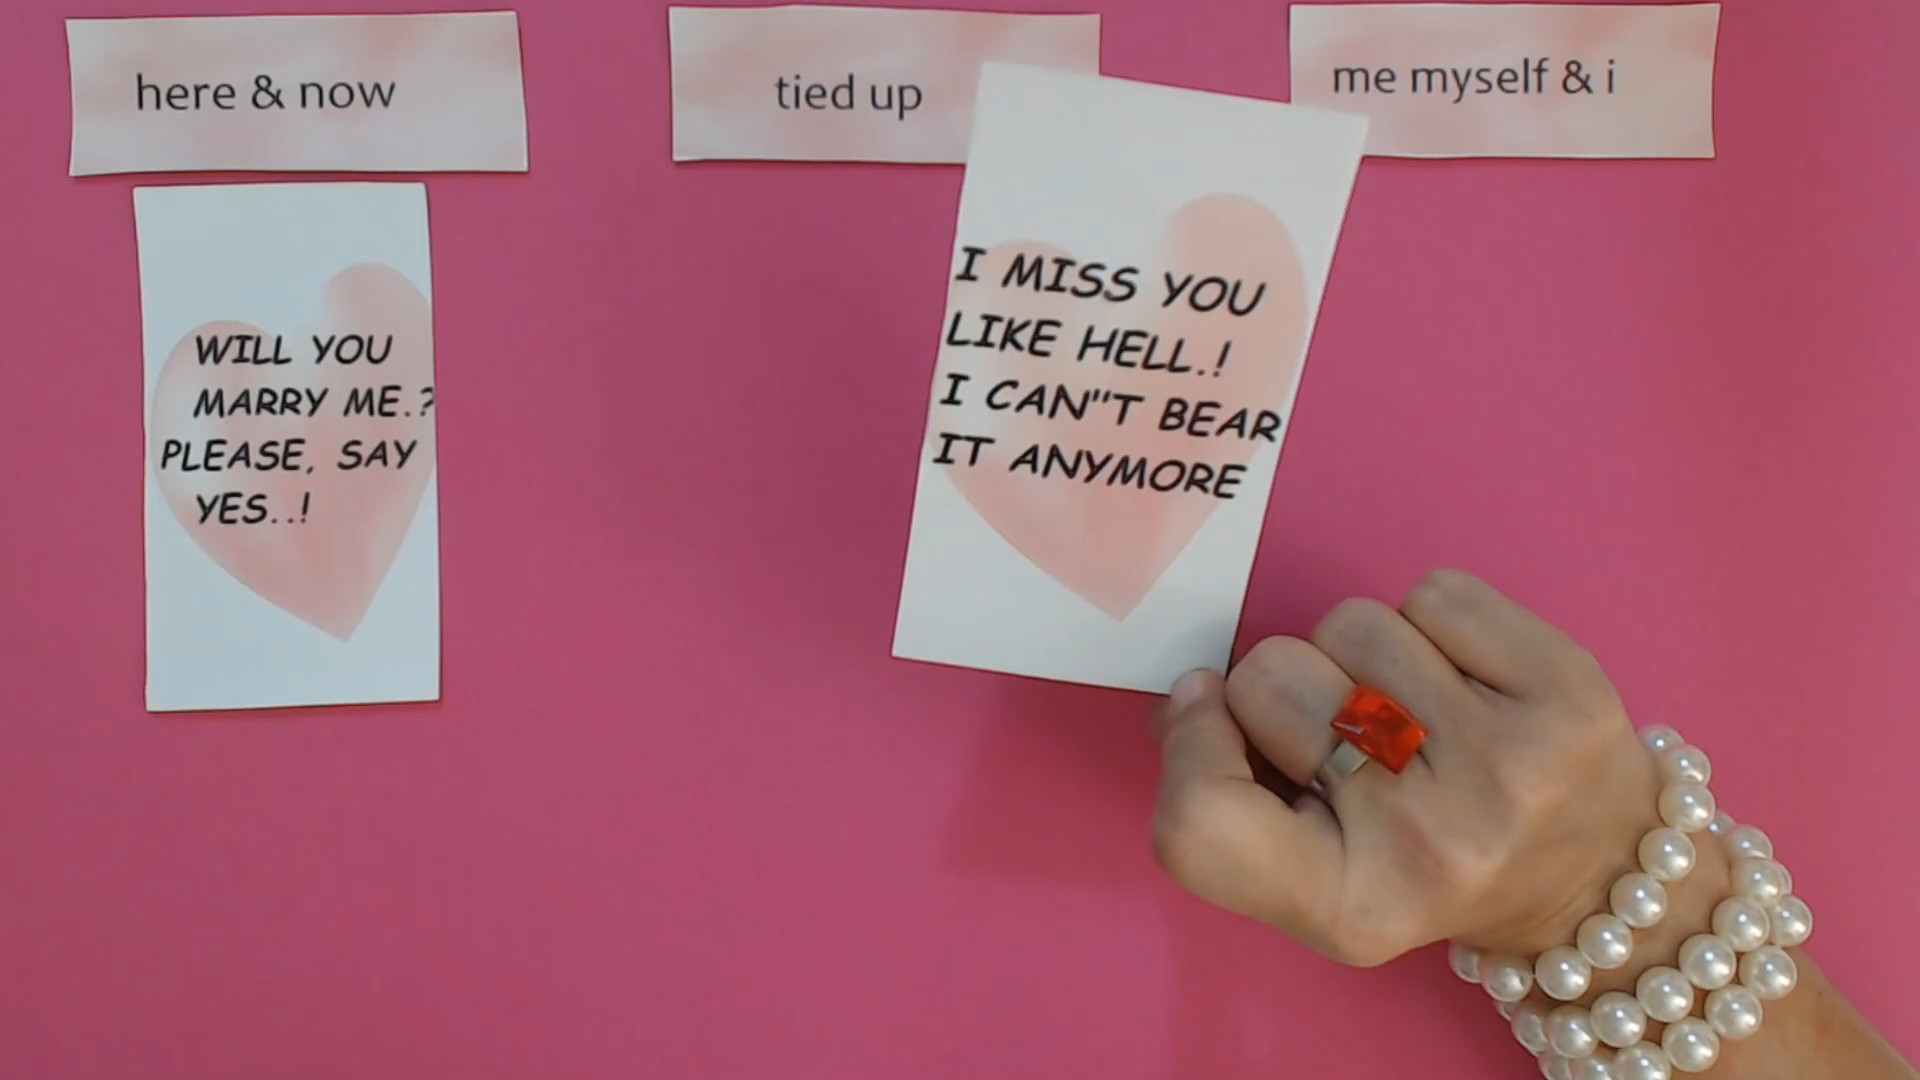 here & now
tied up
me myself & i
WILL YOU
MARRY ME.?
PLEASE, SAY
YES..!
I MISS YOU
LIKE HELL.!
I CAN"T BEAR
IT ANYMORE